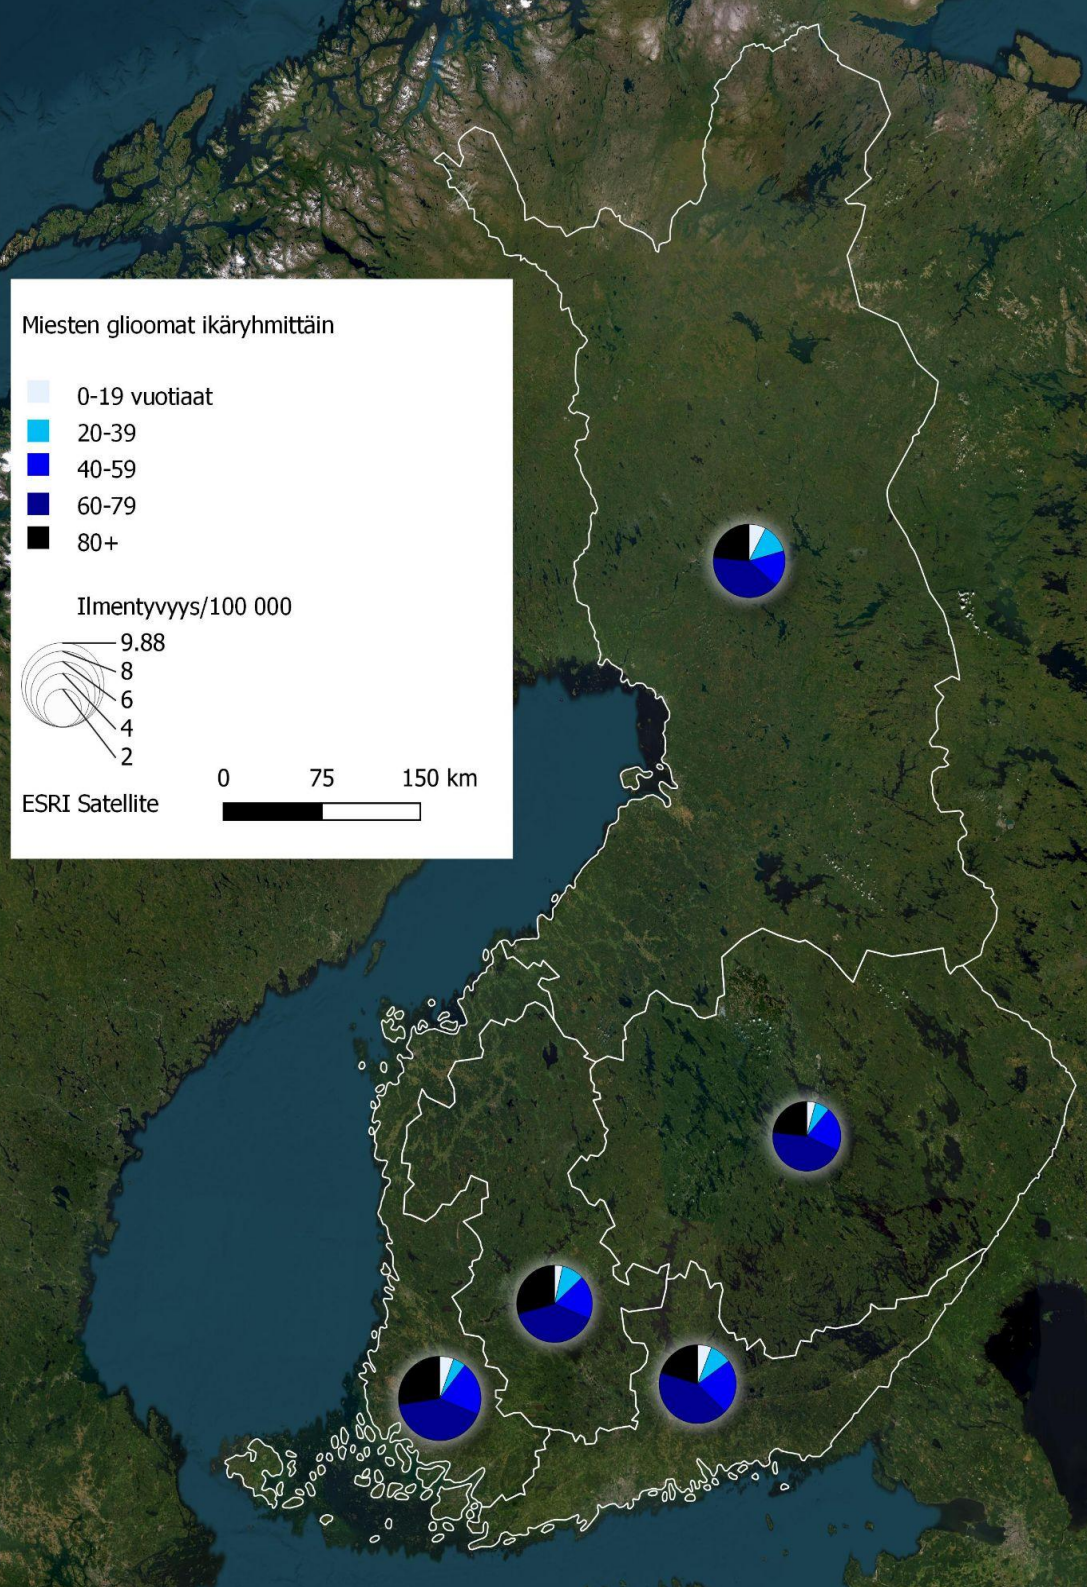 Miesten glioomat ikäryhmittäin
0-19 vuotiaat
20-39
40-59
60-79
80+
Ilmentyvyys/100 000
9.88
8
6
4
2
0 75 150 km
ESRI Satellite